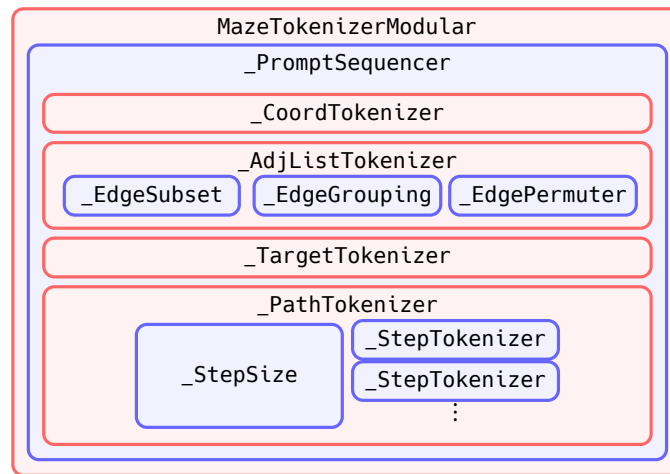 MazeTokenizerModular
_PromptSequencer
_CoordTokenizer
_AdjListTokenizer
_EdgeSubset _EdgeGrouping _EdgePermuter
_TargetTokenizer
_PathTokenizer
_StepSize
_StepTokenizer
_StepTokenizer
⋮